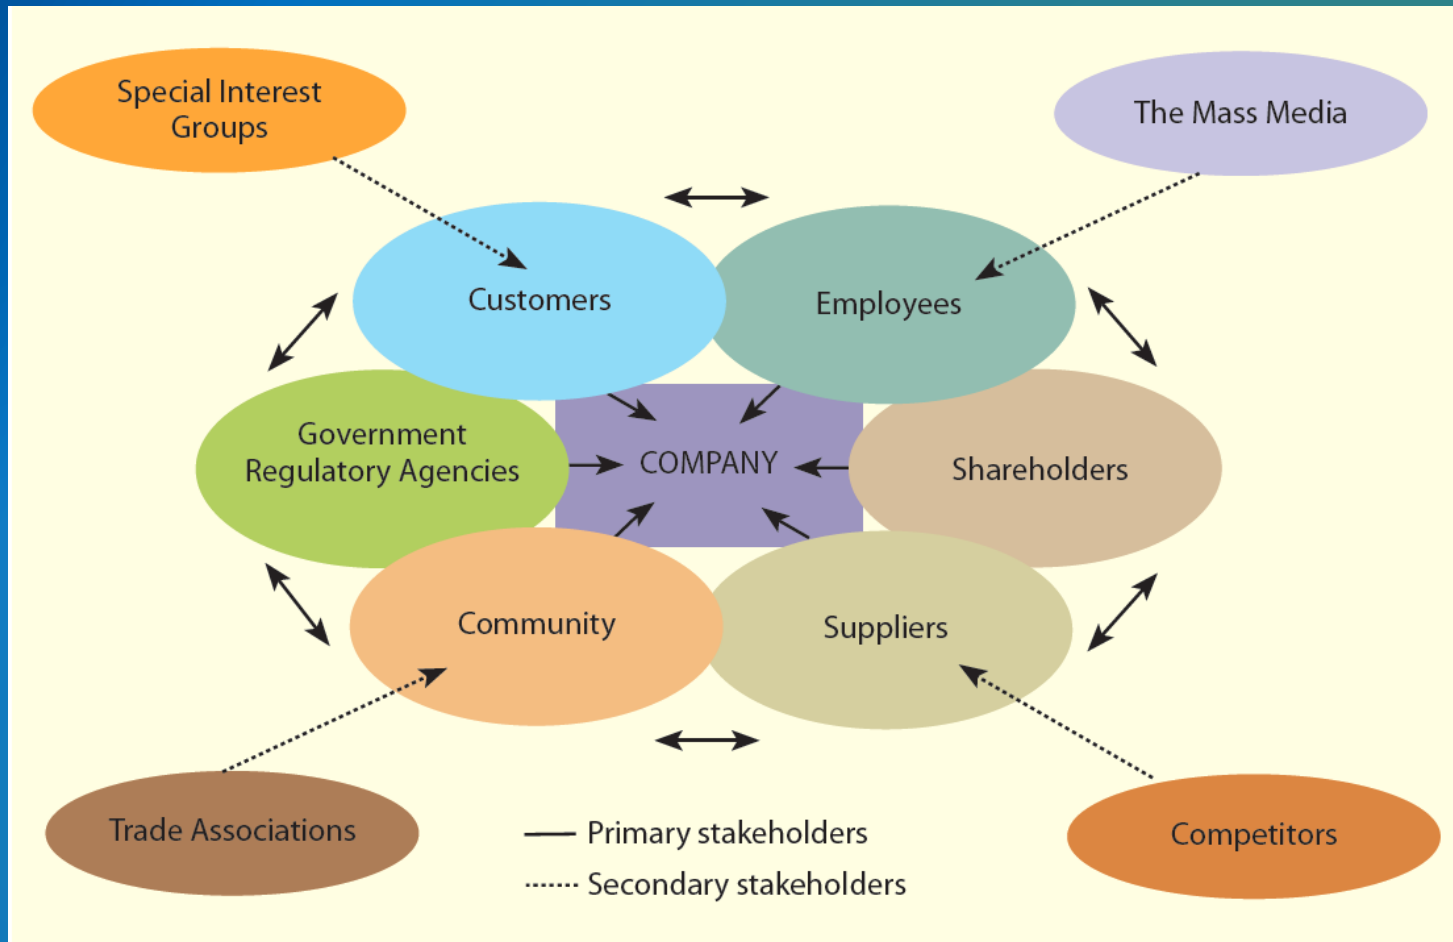 Special Interest
Groups
The Mass Media
Customers
Employees
Government
Regulatory Agencies
COMPANY
Shareholders
Community
Suppliers
Trade Associations
Primary stakeholders
Secondary stakeholders
Competitors